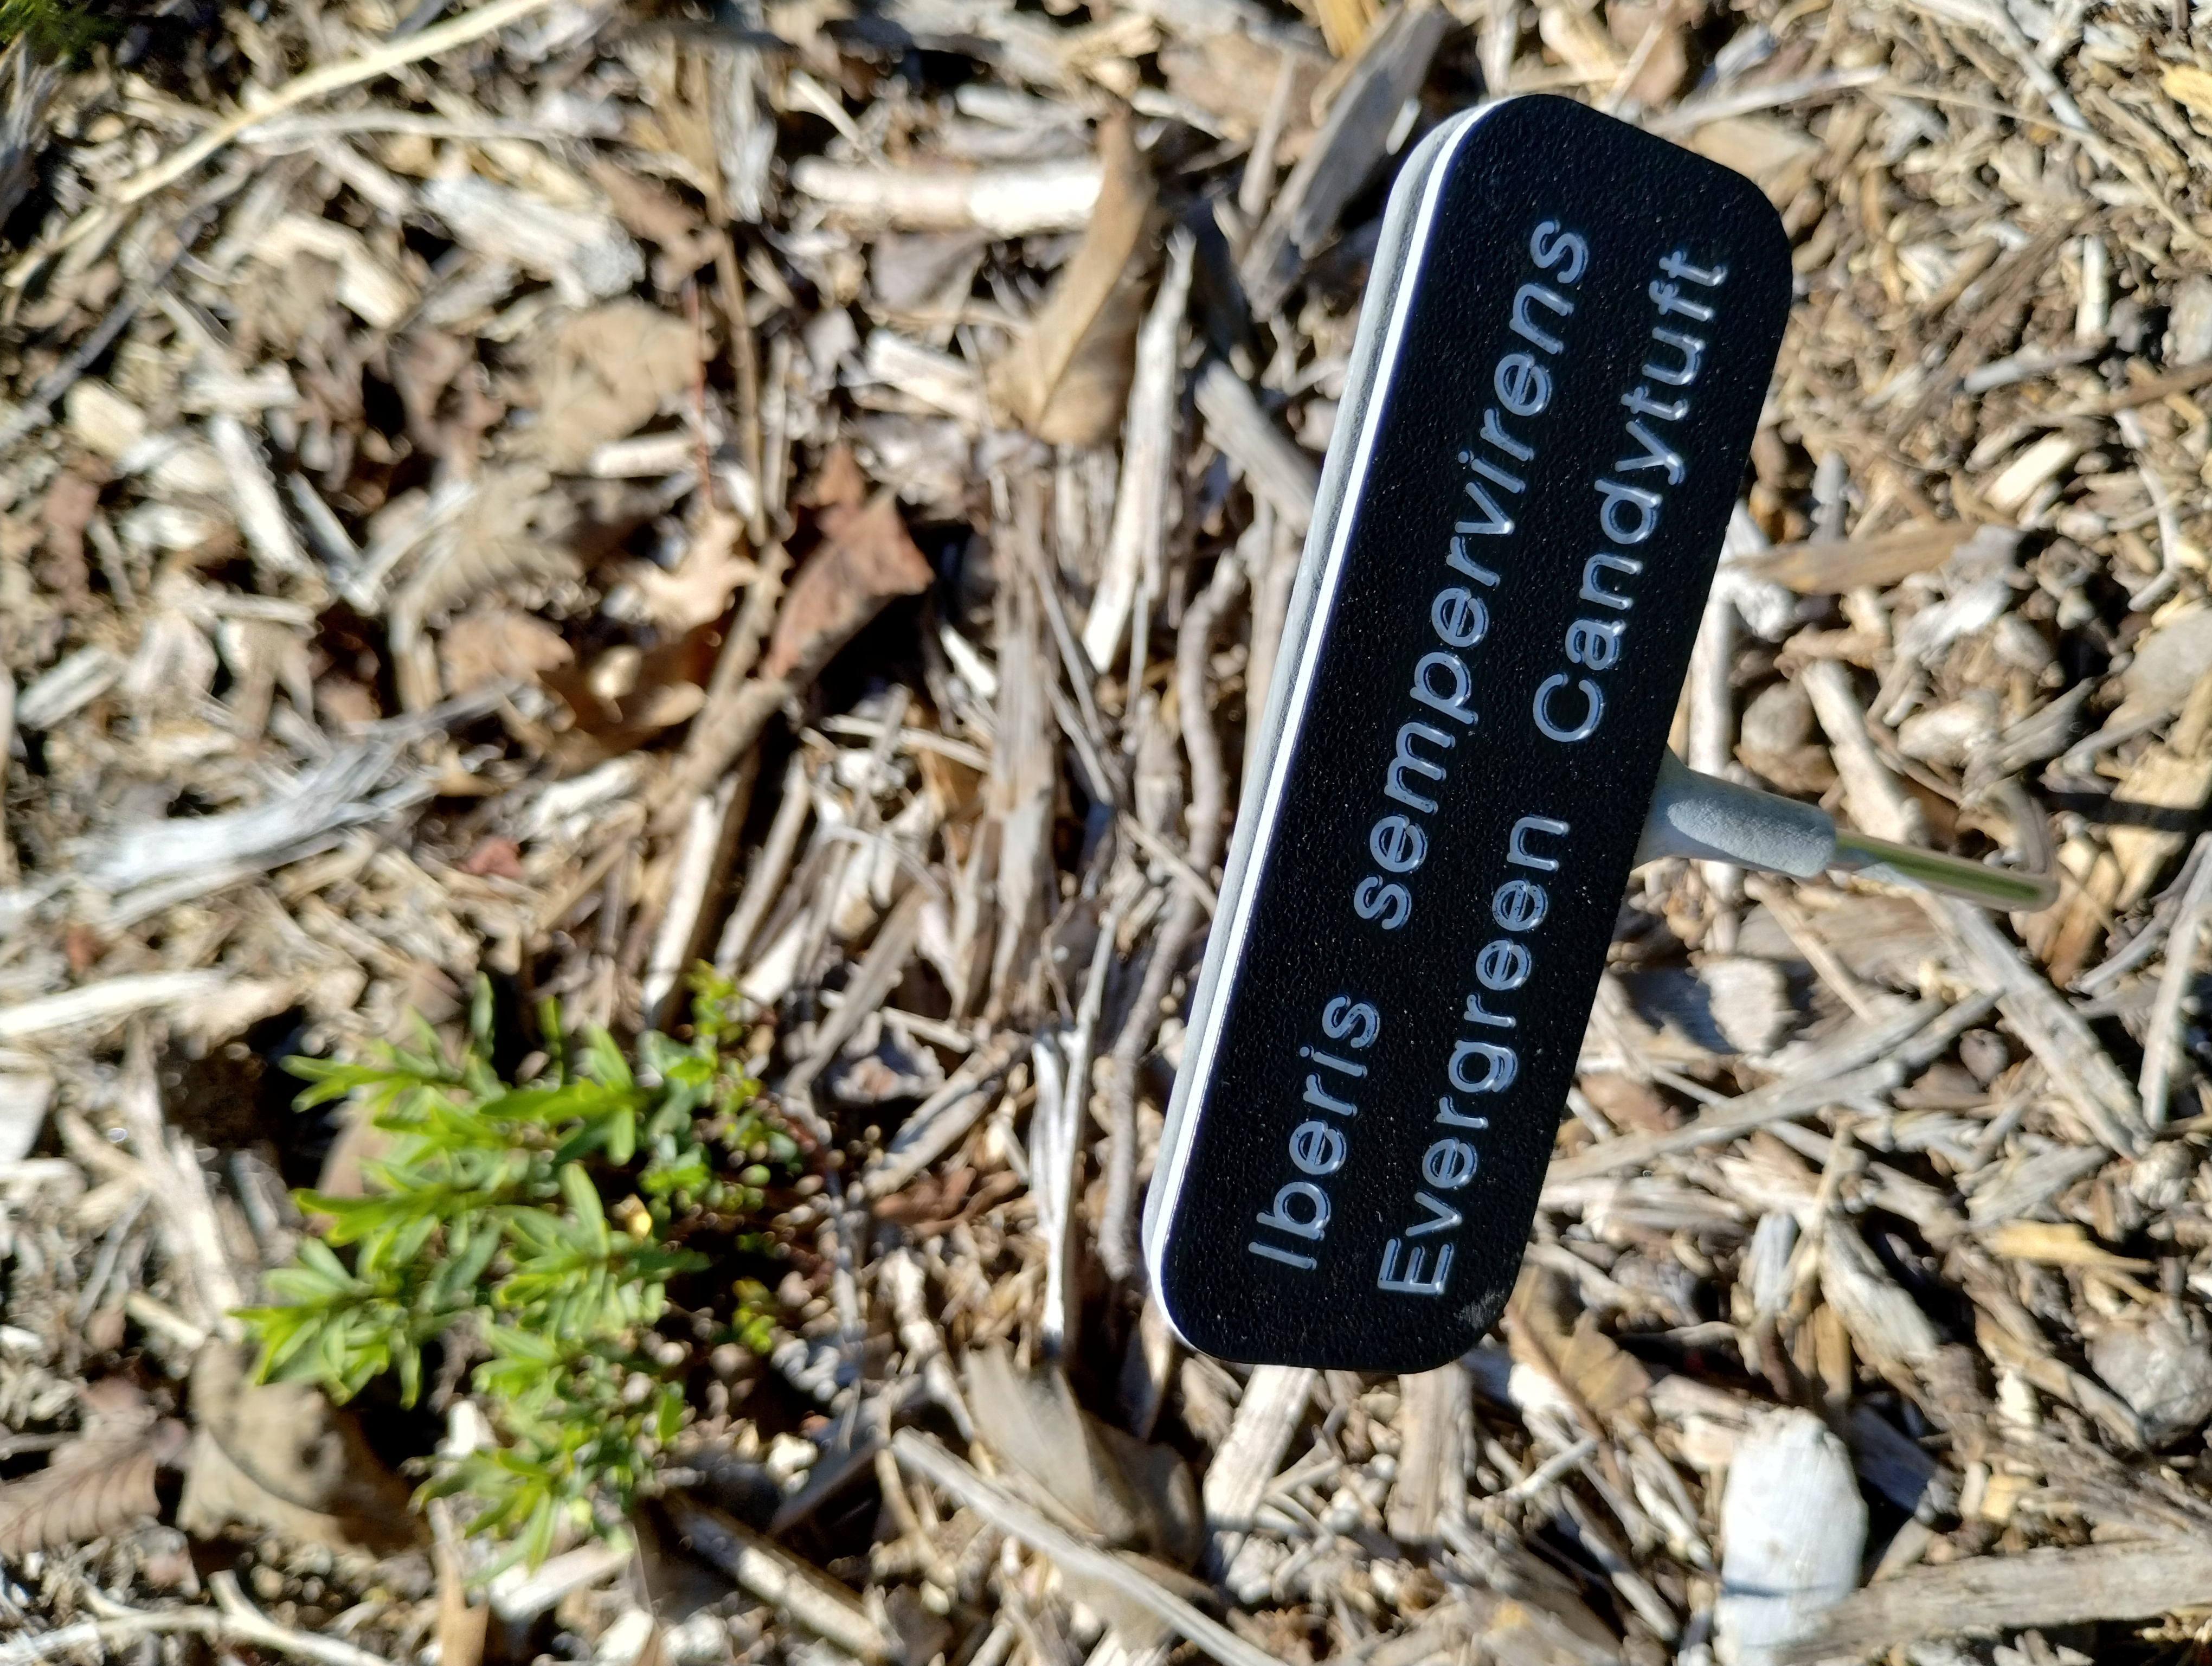 Iberis sempervirens
Evergreen Candytuft